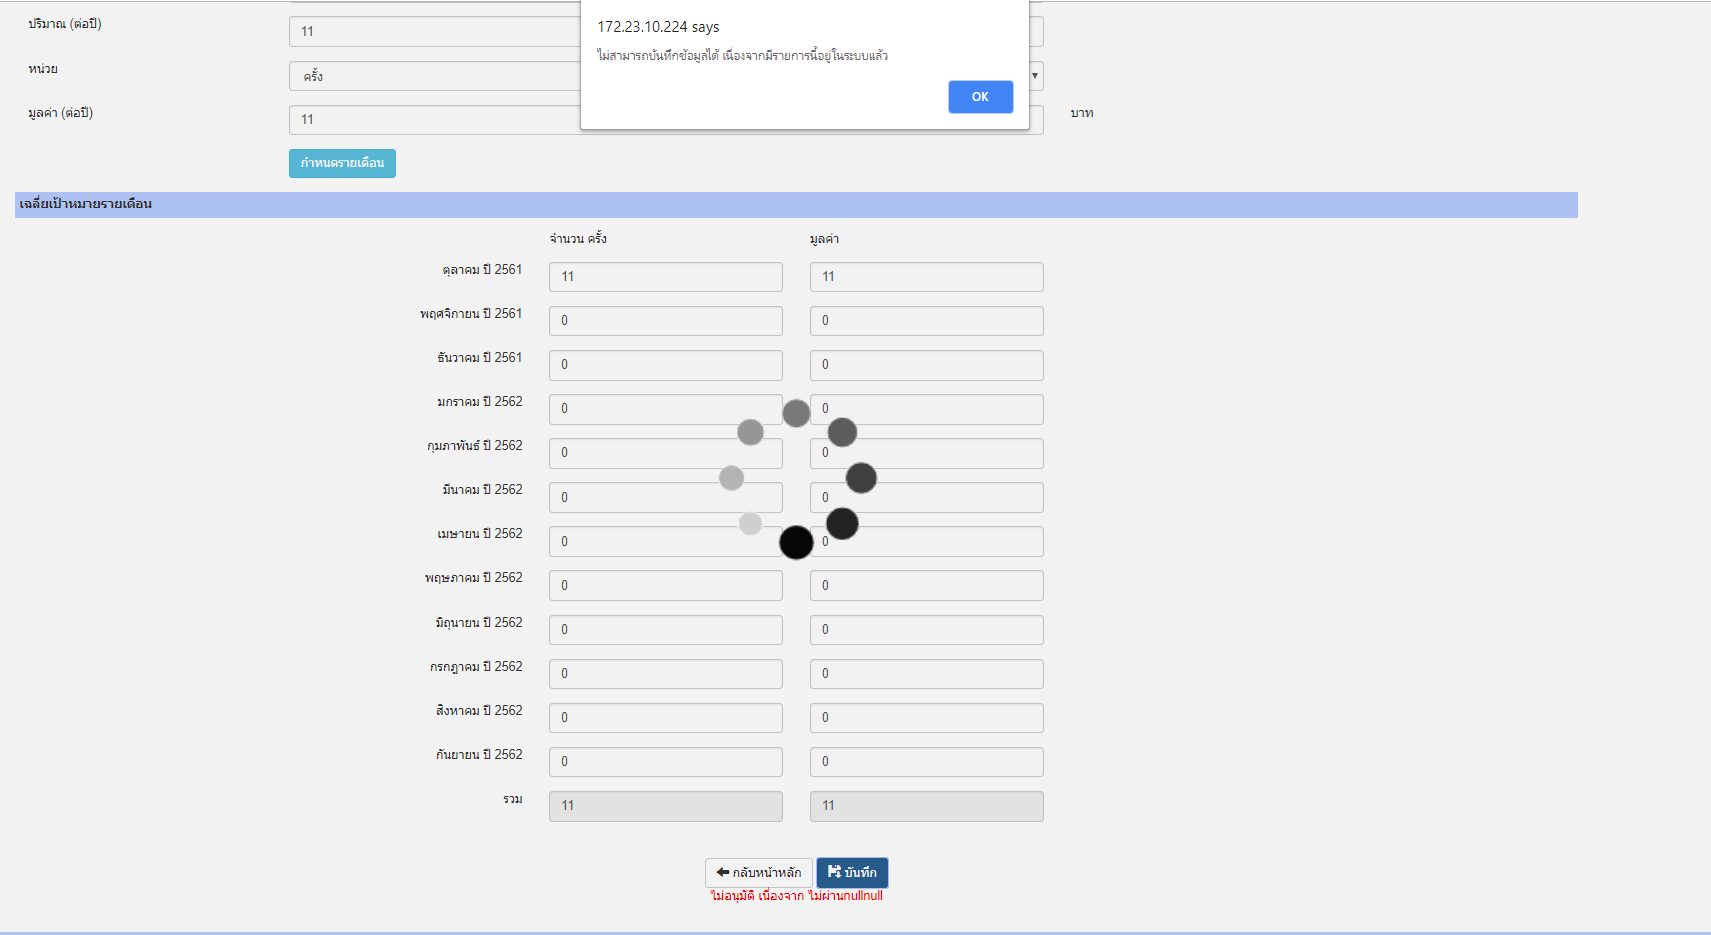 172.23.10.224 says
ไม่สามารถบันทึกข้อมูลได้ เนื่องจากมีรายการนี้อยู่ในระบบแล้ว
OK
ปริมาณ (ต่อปี) 11
หน่วย ครั้ง
มูลค่า (ต่อปี) 11 บาท
กำหนดรายเดือน
เฉลี่ยเป้าหมายรายเดือน
จำนวน ครั้ง มูลค่า
ตุลาคม ปี 2561 11 11
พฤศจิกายน ปี 2561 0 0
ธันวาคม ปี 2561 0 0
มกราคม ปี 2562 0 0
กุมภาพันธ์ ปี 2562 0 0
มีนาคม ปี 2562 0 0
เมษายน ปี 2562 0 0
พฤษภาคม ปี 2562 0 0
มิถุนายน ปี 2562 0 0
กรกฎาคม ปี 2562 0 0
สิงหาคม ปี 2562 0 0
กันยายน ปี 2562 0 0
รวม 11 11
กลับหน้าหลัก บันทึก
ไม่อนุมัติ เนื่องจาก ไม่ผ่านnullnull